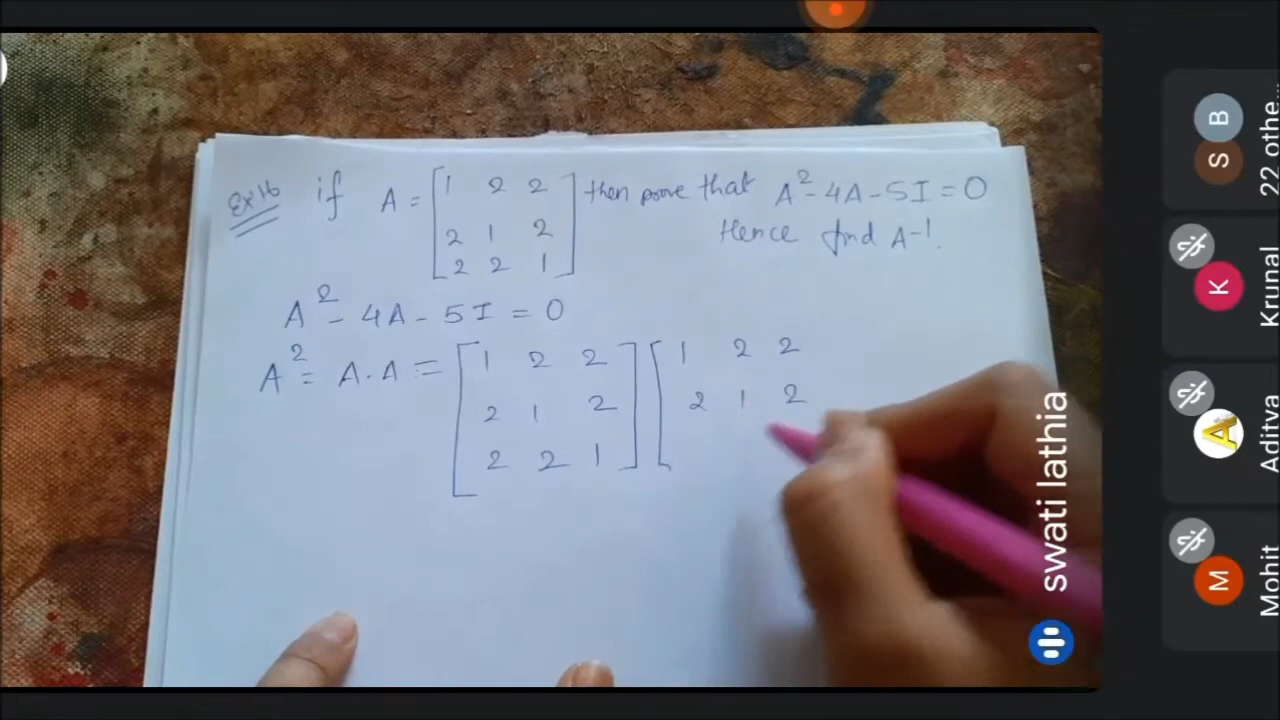 Ex 16 if A = [ 1 2 2 ] then prove that A² - 4A - 5I = 0
2 1 2 Hence find A-1.
2 2 1
A² - 4A - 5I = 0
A² = A.A = [ 1 2 2 ] [ 1 2 2
2 1 2 2 1 2
2 2 1
swati lathia
S B
22 othe...
K
Krunal
A
Aditya
M
Mohit